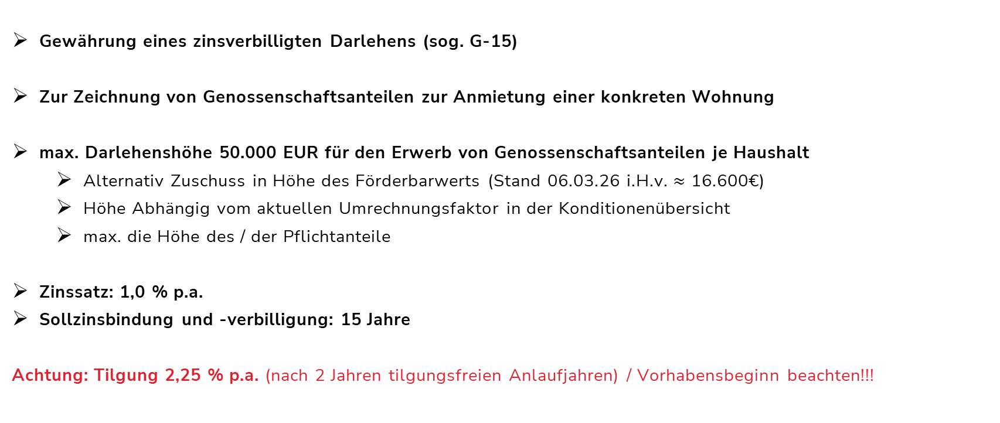 ➢ Gewährung eines zinsverbilligten Darlehens (sog. G-15)
➢ Zur Zeichnung von Genossenschaftsanteilen zur Anmietung einer konkreten Wohnung
➢ max. Darlehenshöhe 50.000 EUR für den Erwerb von Genossenschaftsanteilen je Haushalt
➢ Alternativ Zuschuss in Höhe des Förderbarwerts (Stand 06.03.26 i.H.v. ≈ 16.600€)
➢ Höhe Abhängig vom aktuellen Umrechnungsfaktor in der Konditionenübersicht
➢ max. die Höhe des / der Pflichtanteile
➢ Zinssatz: 1,0 % p.a.
➢ Sollzinsbindung und -verbilligung: 15 Jahre
Achtung: Tilgung 2,25 % p.a. (nach 2 Jahren tilgungsfreien Anlaufjahren) / Vorhabensbeginn beachten!!!